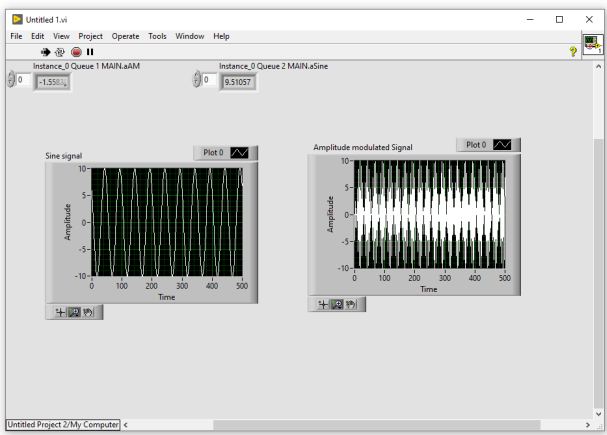 Untitled 1.vi
File Edit View Project Operate Tools Window Help
Instance_0 Queue 1 MAIN.aAM
0
Instance_0 Queue 2 MAIN.aSine
0 9.51057
Sine signal
Plot 0
10
5
0
-5
-10
Amplitude
0 100 200 300 400 500
Time
Amplitude modulated Signal
Plot 0
10
5
0
-5
-10
Amplitude
0 100 200 300 400 500
Time
Untitled Project 2/My Computer